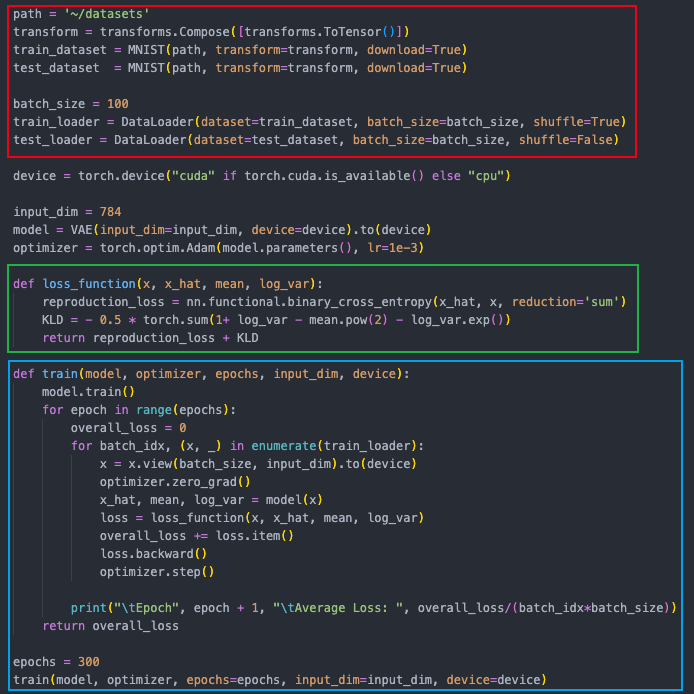 path = '~/datasets'
transform = transforms.Compose([transforms.ToTensor()])
train_dataset = MNIST(path, transform=transform, download=True)
test_dataset  = MNIST(path, transform=transform, download=True)

batch_size = 100
train_loader = DataLoader(dataset=train_dataset, batch_size=batch_size, shuffle=True)
test_loader = DataLoader(dataset=test_dataset, batch_size=batch_size, shuffle=False)

device = torch.device("cuda" if torch.cuda.is_available() else "cpu")

input_dim = 784
model = VAE(input_dim=input_dim, device=device).to(device)
optimizer = torch.optim.Adam(model.parameters(), lr=1e-3)

def loss_function(x, x_hat, mean, log_var):
    reproduction_loss = nn.functional.binary_cross_entropy(x_hat, x, reduction='sum')
    KLD = - 0.5 * torch.sum(1+ log_var - mean.pow(2) - log_var.exp())
    return reproduction_loss + KLD

def train(model, optimizer, epochs, input_dim, device):
    model.train()
    for epoch in range(epochs):
        overall_loss = 0
        for batch_idx, (x, _) in enumerate(train_loader):
            x = x.view(batch_size, input_dim).to(device)
            optimizer.zero_grad()
            x_hat, mean, log_var = model(x)
            loss = loss_function(x, x_hat, mean, log_var)
            overall_loss += loss.item()
            loss.backward()
            optimizer.step()

        print("\tEpoch", epoch + 1, "\tAverage Loss: ", overall_loss/(batch_idx*batch_size))
    return overall_loss

epochs = 300
train(model, optimizer, epochs=epochs, input_dim=input_dim, device=device)